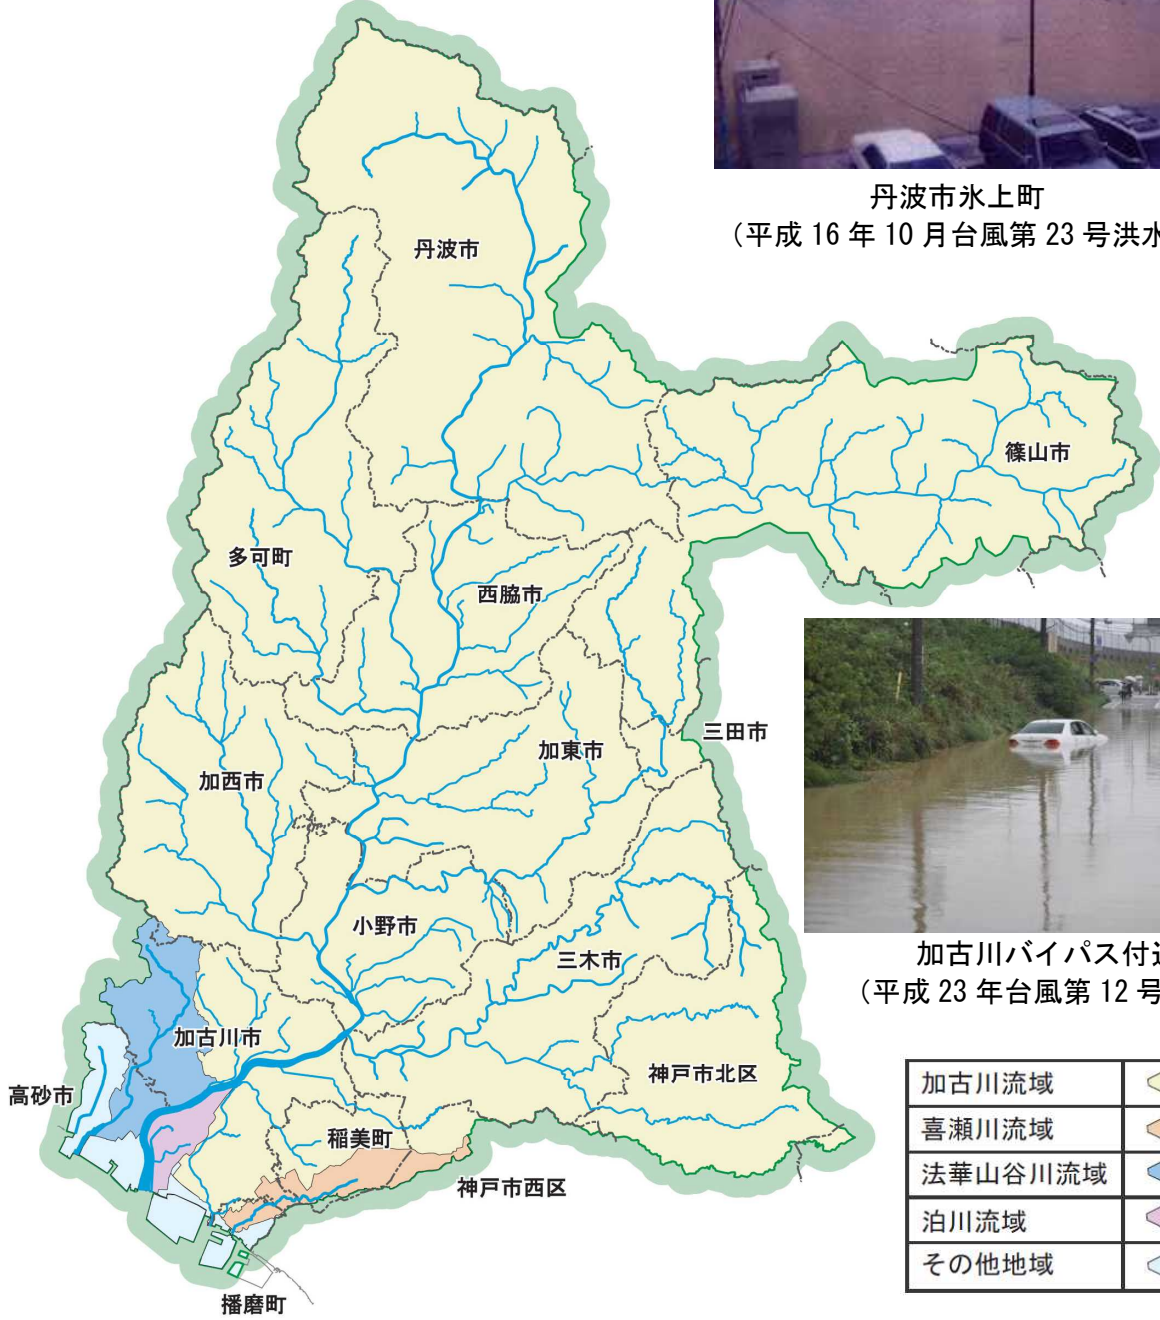 丹波市氷上町
（平成 16 年 10 月台風第 23 号洪水
丹波市
篠山市
多可町
西脇市
三田市
加東市
加西市
小野市
三木市
加古川バイパス付近
（平成 23 年台風第 12 号
加古川市
神戸市北区
高砂市
稲美町
神戸市西区
播磨町
加古川流域
喜瀬川流域
法華山谷川流域
泊川流域
その他地域